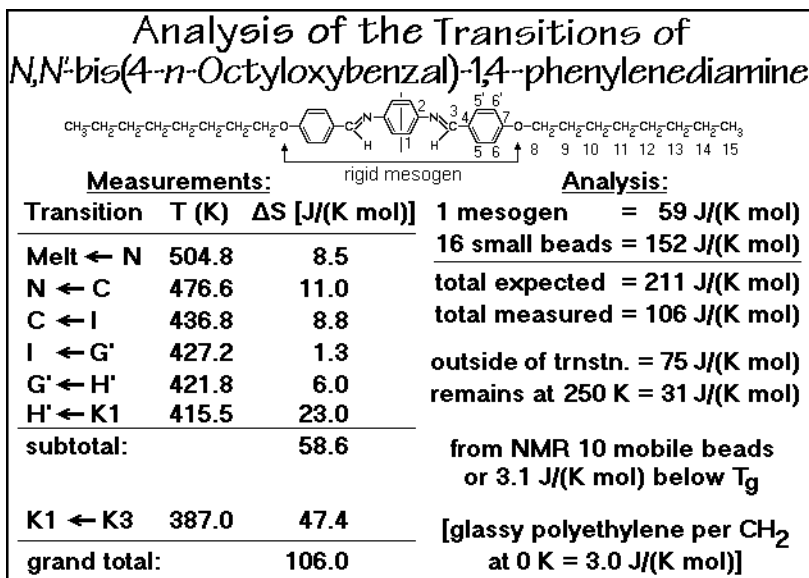 Analysis of the Transitions of
N,N'-bis(4-n-Octyloxybenzal)-1,4-phenylenediamine
CH3-CH2-CH2-CH2-CH2-CH2-CH2-CH2-O C N N C O-CH2-CH2-CH2-CH2-CH2-CH2-CH2-CH3
H H
1 2 3 4 5 6 5' 6' 7 8 9 10 11 12 13 14 15
rigid mesogen
Measurements:
Transition T (K) ΔS [J/(K mol)]
Melt ← N 504.8 8.5
N ← C 476.6 11.0
C ← I 436.8 8.8
I ← G' 427.2 1.3
G' ← H' 421.8 6.0
H' ← K1 415.5 23.0
subtotal: 58.6
K1 ← K3 387.0 47.4
grand total: 106.0
Analysis:
1 mesogen = 59 J/(K mol)
16 small beads = 152 J/(K mol)
total expected = 211 J/(K mol)
total measured = 106 J/(K mol)
outside of trnstn. = 75 J/(K mol)
remains at 250 K = 31 J/(K mol)
from NMR 10 mobile beads
or 3.1 J/(K mol) below Tg
[glassy polyethylene per CH2
at 0 K = 3.0 J/(K mol)]